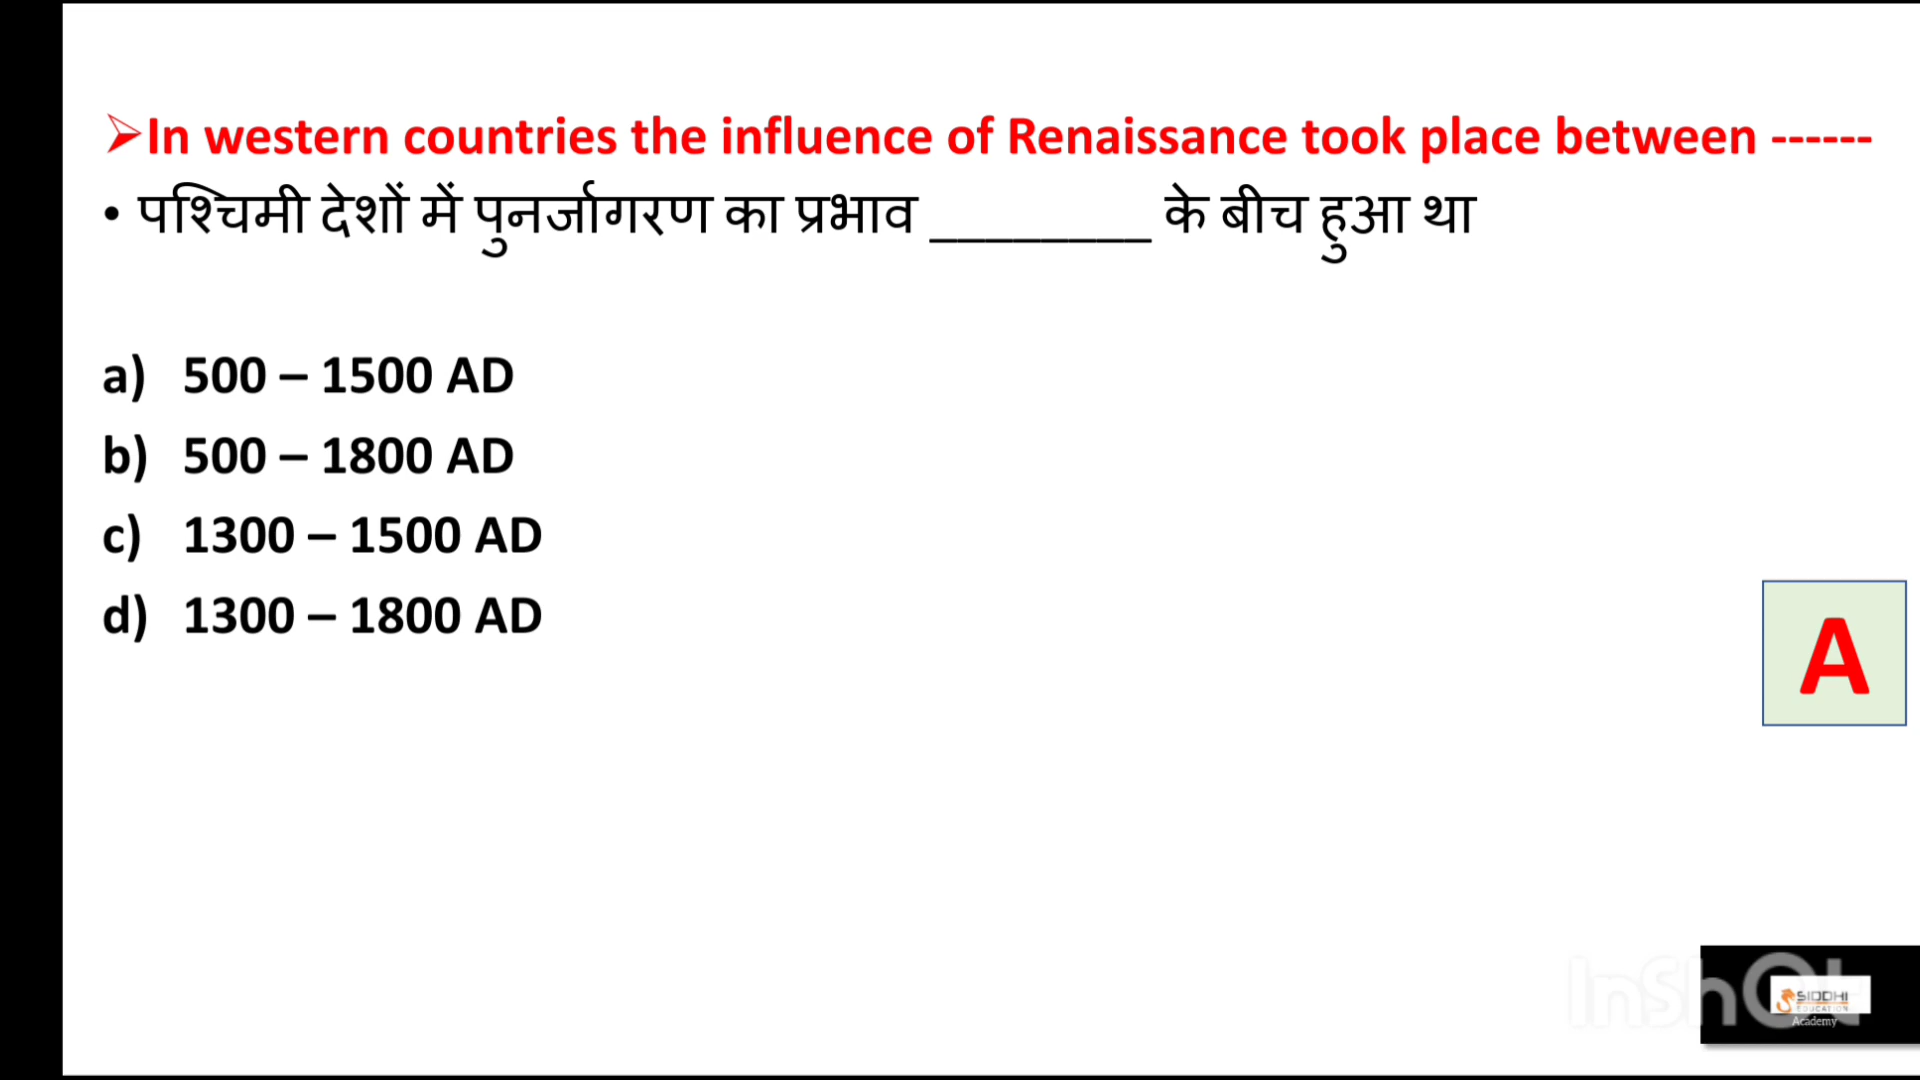 ➢In western countries the influence of Renaissance took place between ------
• पश्चिमी देशों में पुनर्जागरण का प्रभाव ________ के बीच हुआ था
a) 500 – 1500 AD
b) 500 – 1800 AD
c) 1300 – 1500 AD
d) 1300 – 1800 AD
A
InShOt
SIDDHI
EDUCATION
Academy